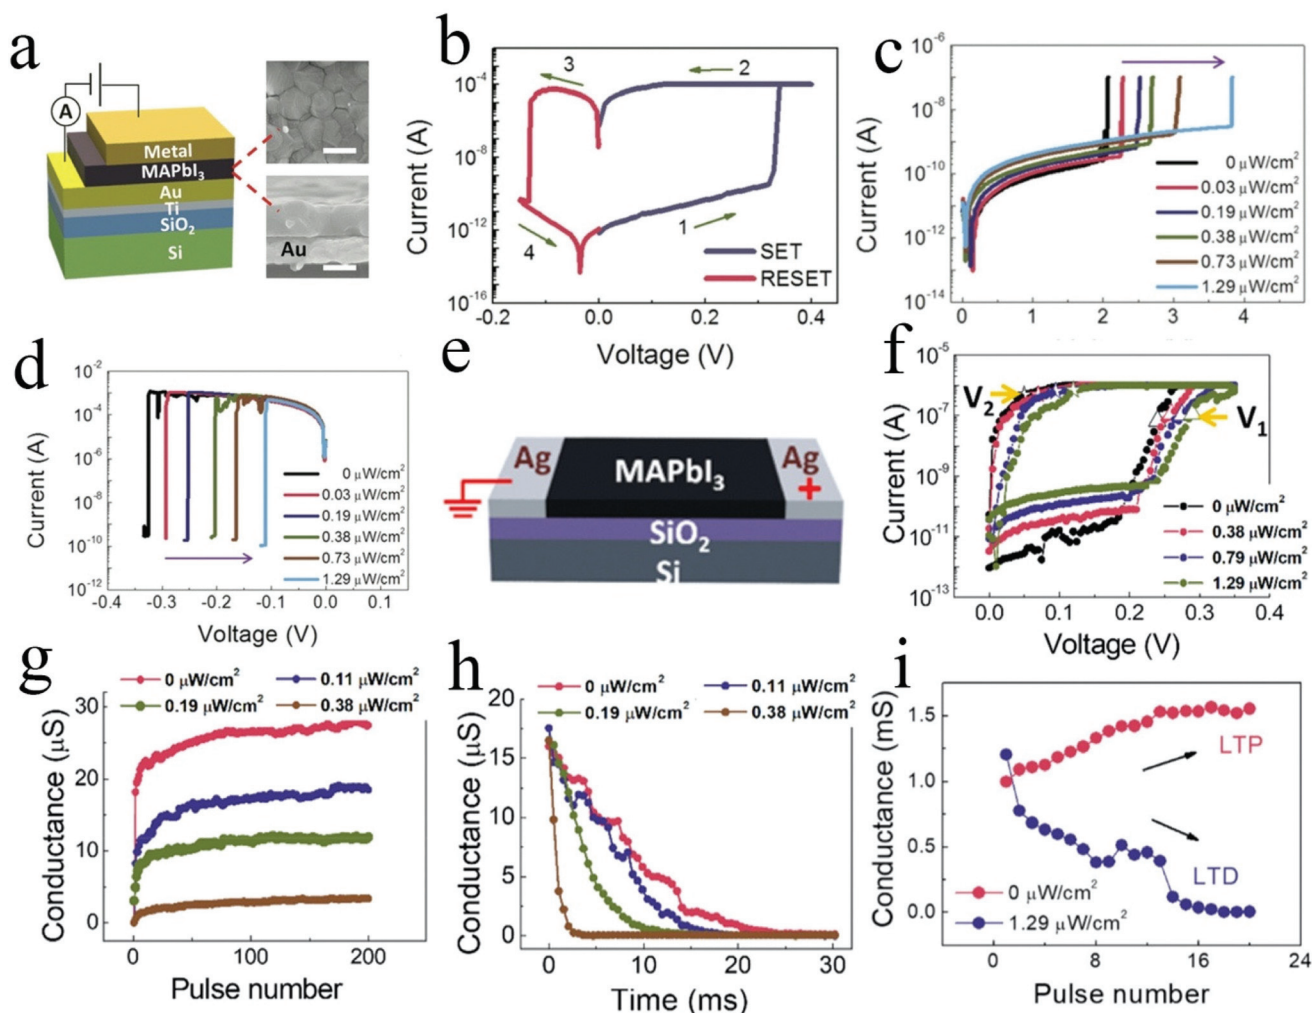 a
A
Metal
MAPbI3
Au
Ti
SiO2
Si
Au
b
Current (A)
10-4
10-8
10-12
10-16
3
2
1
4
SET
RESET
-0.2
0.0
0.2
0.4
Voltage (V)
c
Current (A)
10-6
10-8
10-10
10-12
10-14
0 μW/cm2
0.03 μW/cm2
0.19 μW/cm2
0.38 μW/cm2
0.73 μW/cm2
1.29 μW/cm2
0
1
2
3
4
d
Current (A)
10-2
10-4
10-6
10-8
10-10
10-12
0 μW/cm2
0.03 μW/cm2
0.19 μW/cm2
0.38 μW/cm2
0.73 μW/cm2
1.29 μW/cm2
-0.4
-0.3
-0.2
-0.1
0.0
0.1
Voltage (V)
e
Ag
MAPbI3
Ag
+
SiO2
Si
f
Current (A)
10-5
10-7
10-9
10-11
10-13
V2
V1
0 μW/cm2
0.38 μW/cm2
0.79 μW/cm2
1.29 μW/cm2
0.0
0.1
0.2
0.3
0.4
Voltage (V)
g
0 μW/cm2
0.11 μW/cm2
0.19 μW/cm2
0.38 μW/cm2
Conductance (μS)
30
20
10
0
0
100
200
Pulse number
h
0 μW/cm2
0.11 μW/cm2
0.19 μW/cm2
0.38 μW/cm2
Conductance (μS)
20
15
10
5
0
0
10
20
30
Time (ms)
i
Conductance (mS)
1.5
1.0
0.5
0.0
LTP
LTD
0 μW/cm2
1.29 μW/cm2
0
8
16
24
Pulse number